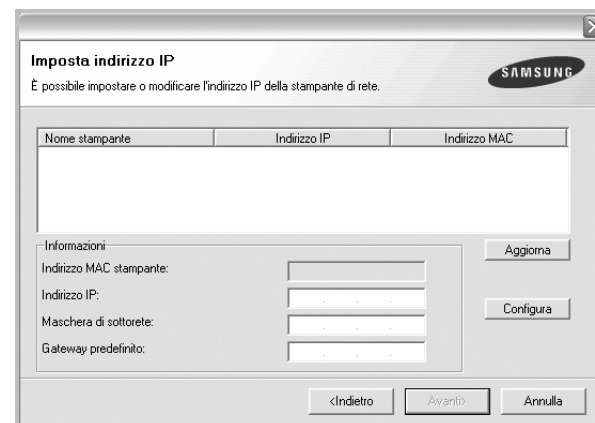 Imposta indirizzo IP
È possibile impostare o modificare l'indirizzo IP della stampante di rete.
SAMSUNG
Nome stampante Indirizzo IP Indirizzo MAC
Informazioni
Aggiorna
Indirizzo MAC stampante:
Indirizzo IP:
Configura
Maschera di sottorete:
Gateway predefinito:
<Indietro Avanti> Annulla